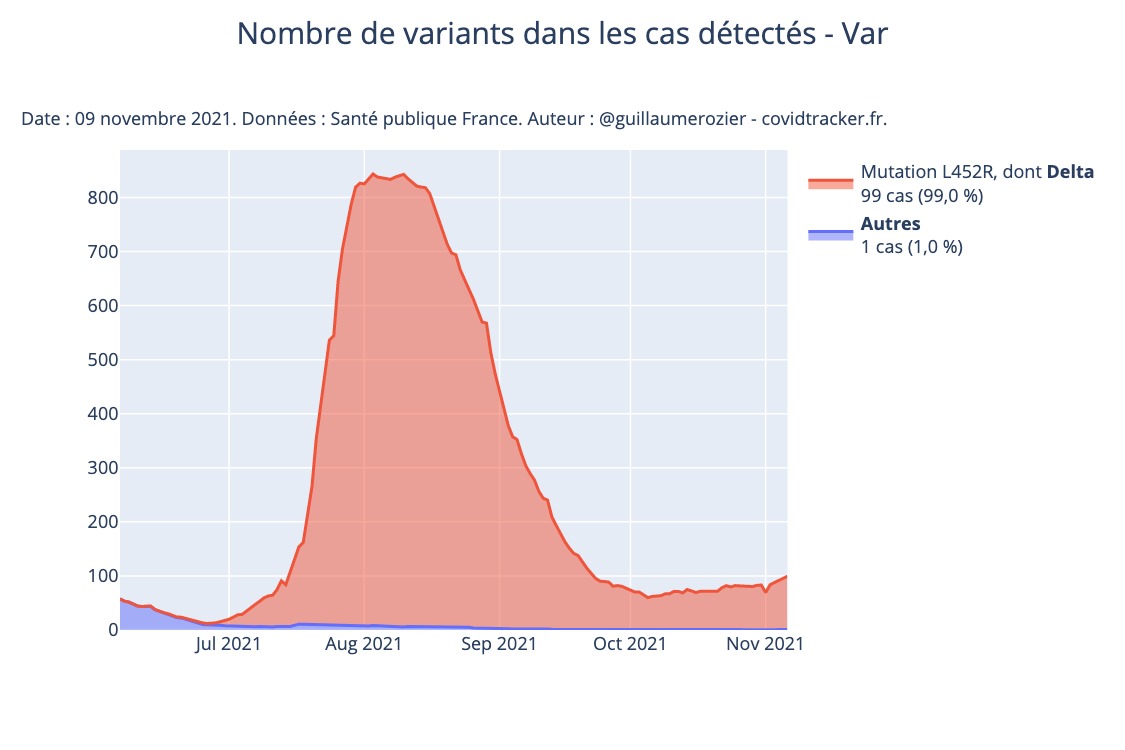 Nombre de variants dans les cas détectés - Var
Date : 09 novembre 2021. Données : Santé publique France. Auteur : @guillaumerozier - covidtracker.fr.
Mutation L452R, dont Delta
99 cas (99,0 %)
Autres
1 cas (1,0 %)
800
700
600
500
400
300
200
100
0
Jul 2021
Aug 2021
Sep 2021
Oct 2021
Nov 2021